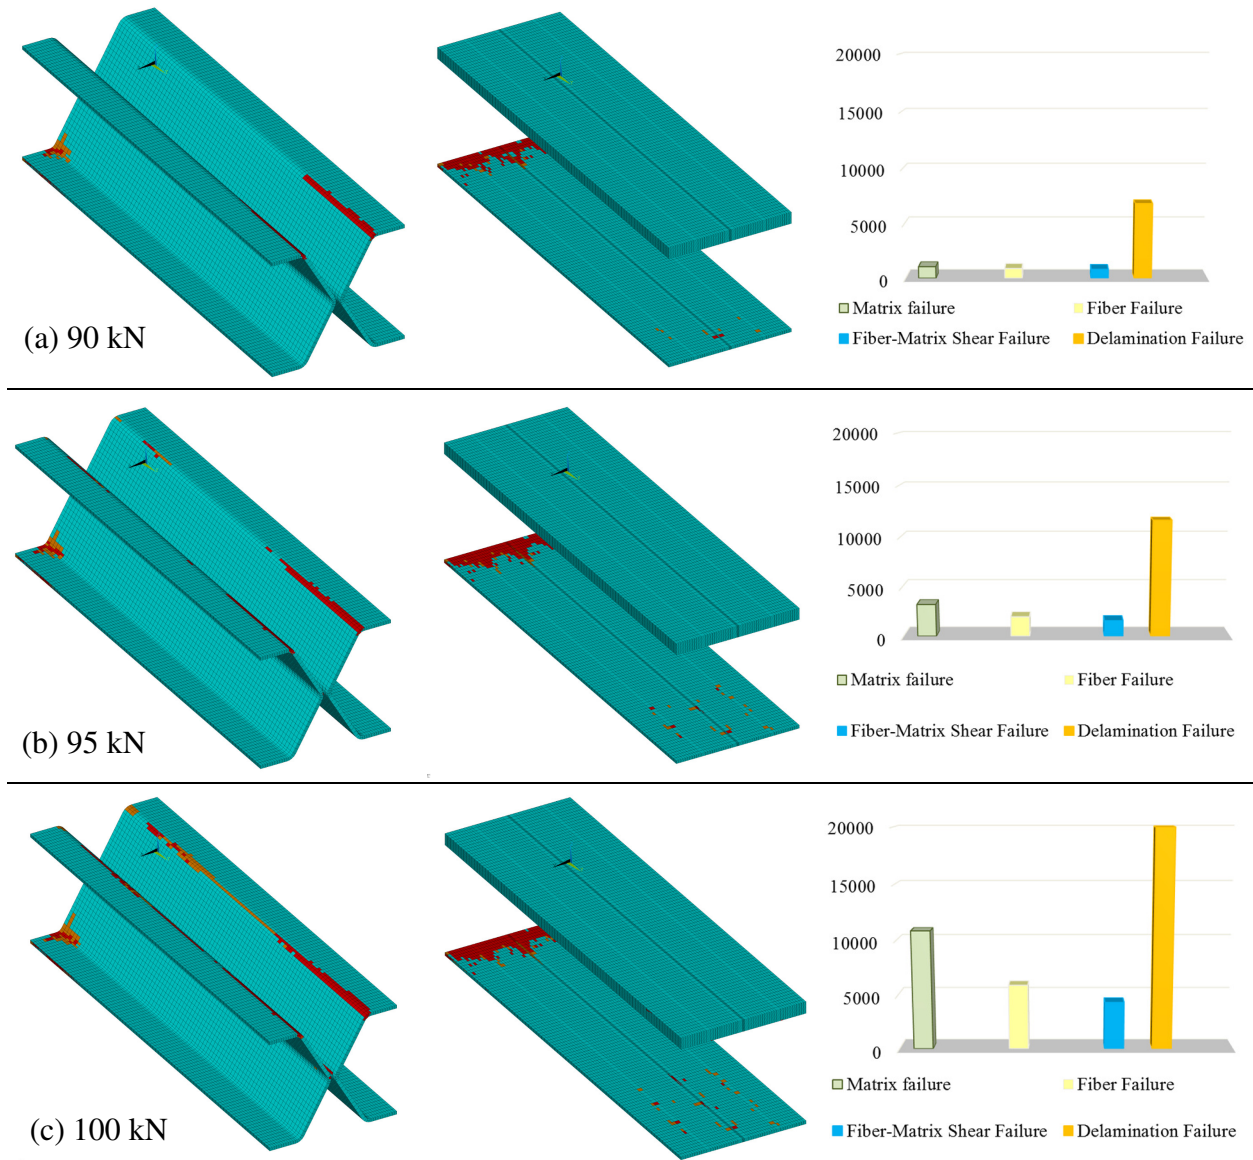 20000
15000
10000
5000
0
Matrix failure
Fiber Failure
Fiber-Matrix Shear Failure
Delamination Failure
(a) 90 kN
20000
15000
10000
5000
0
Matrix failure
Fiber Failure
Fiber-Matrix Shear Failure
Delamination Failure
(b) 95 kN
20000
15000
10000
5000
0
Matrix failure
Fiber Failure
Fiber-Matrix Shear Failure
Delamination Failure
(c) 100 kN